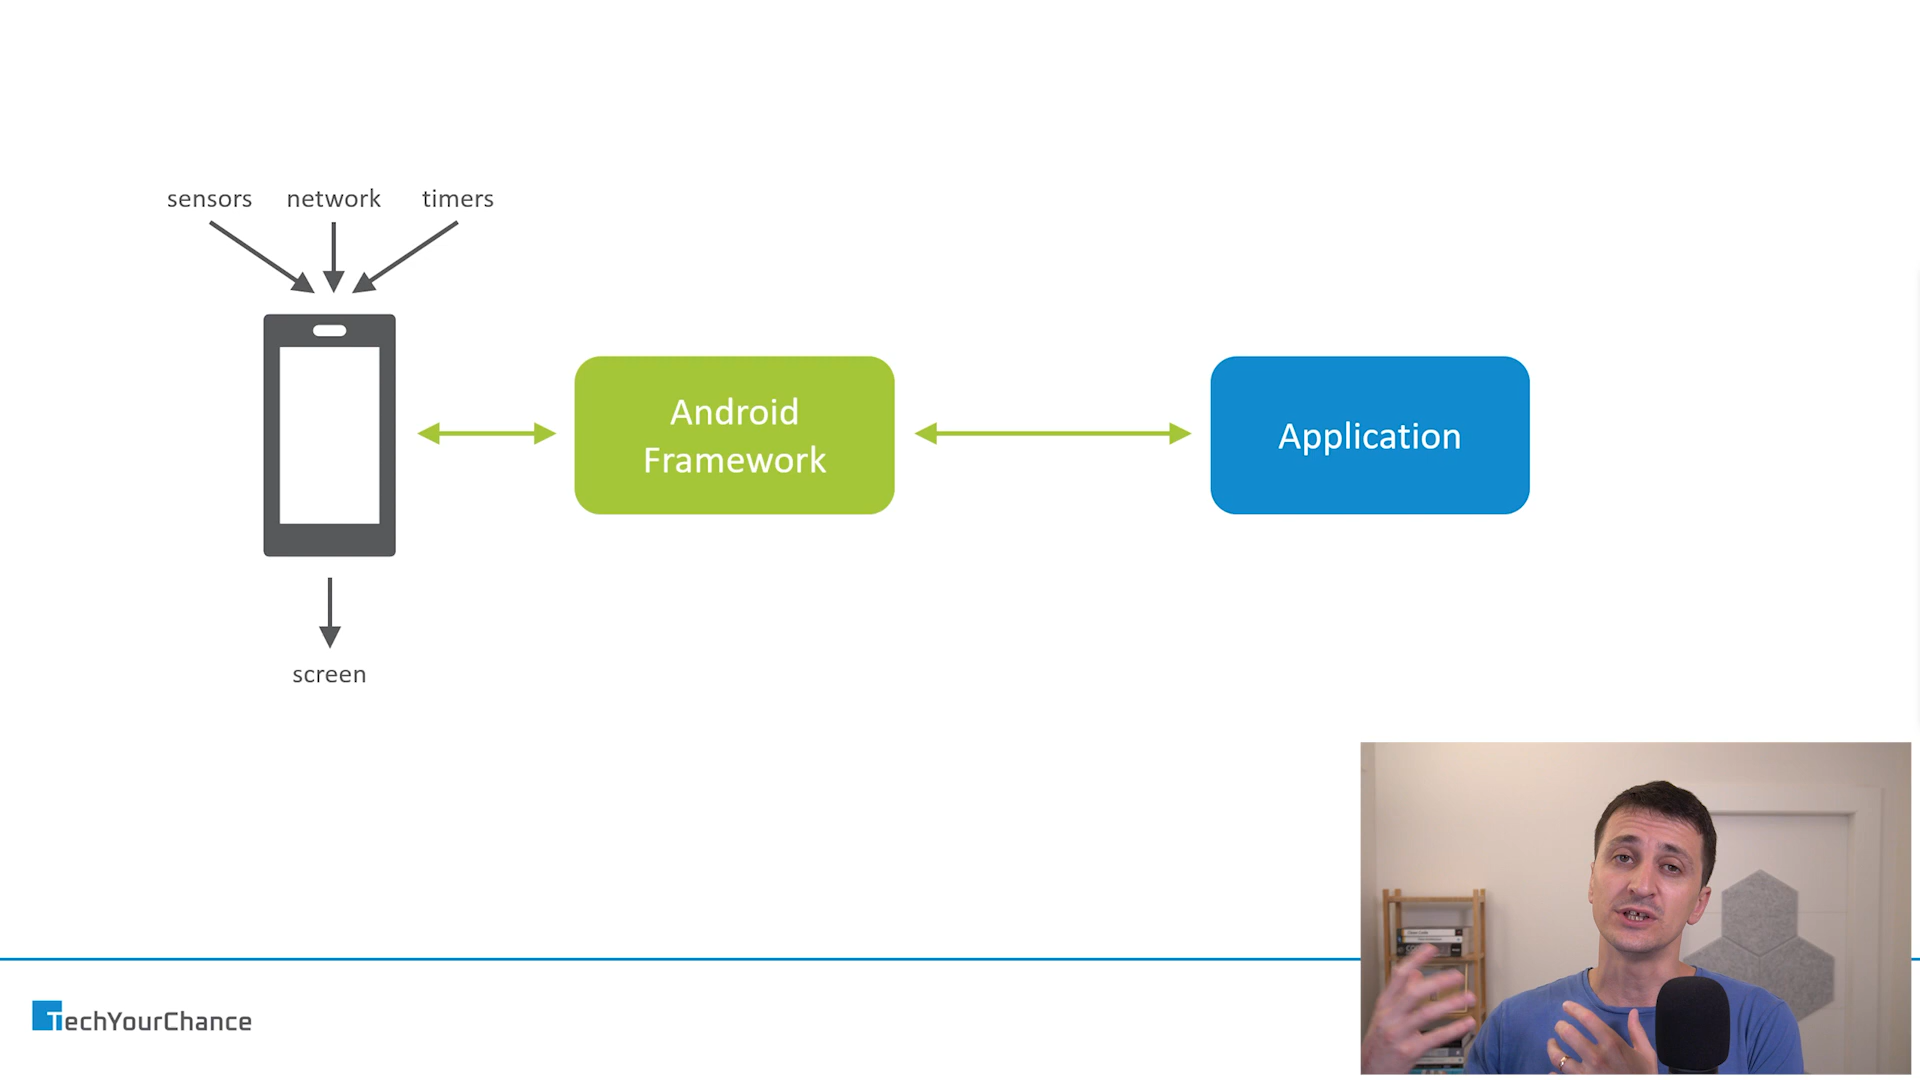 sensors network timers
Android
Framework
Application
screen
TechYourChance